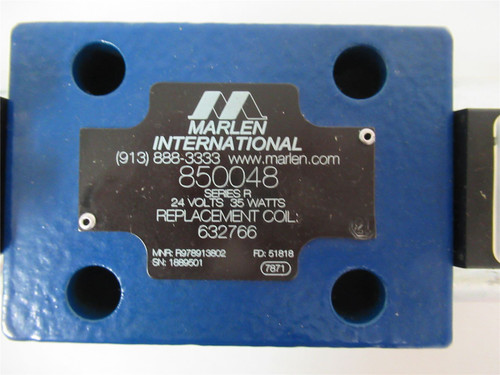 MARLEN
INTERNATIONAL
(913) 888-3333 www.marlen.com
850048
SERIES R
24 VOLTS 35 WATTS
REPLACEMENT COIL:
632766
MNR: R978913802 FD: 51818
SN: 1889501 7871